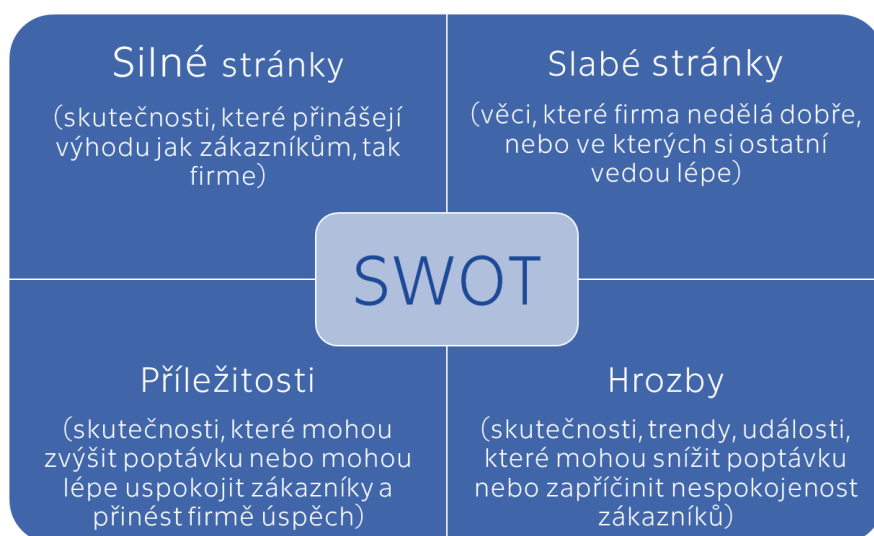 Silné stránky
(skutečnosti, které přinášejí
výhodu jak zákazníkům, tak
firme)
Slabé stránky
(věci, které firma nedělá dobře,
nebo ve kterých si ostatní
vedou lépe)
SWOT
Příležitosti
(skutečnosti, které mohou
zvýšit poptávku nebo mohou
lépe uspokojit zákazníky a
přinést firmě úspěch)
Hrozby
(skutečnosti, trendy, události,
které mohou snížit poptávku
nebo zapříčinit nespokojenost
zákazníků)